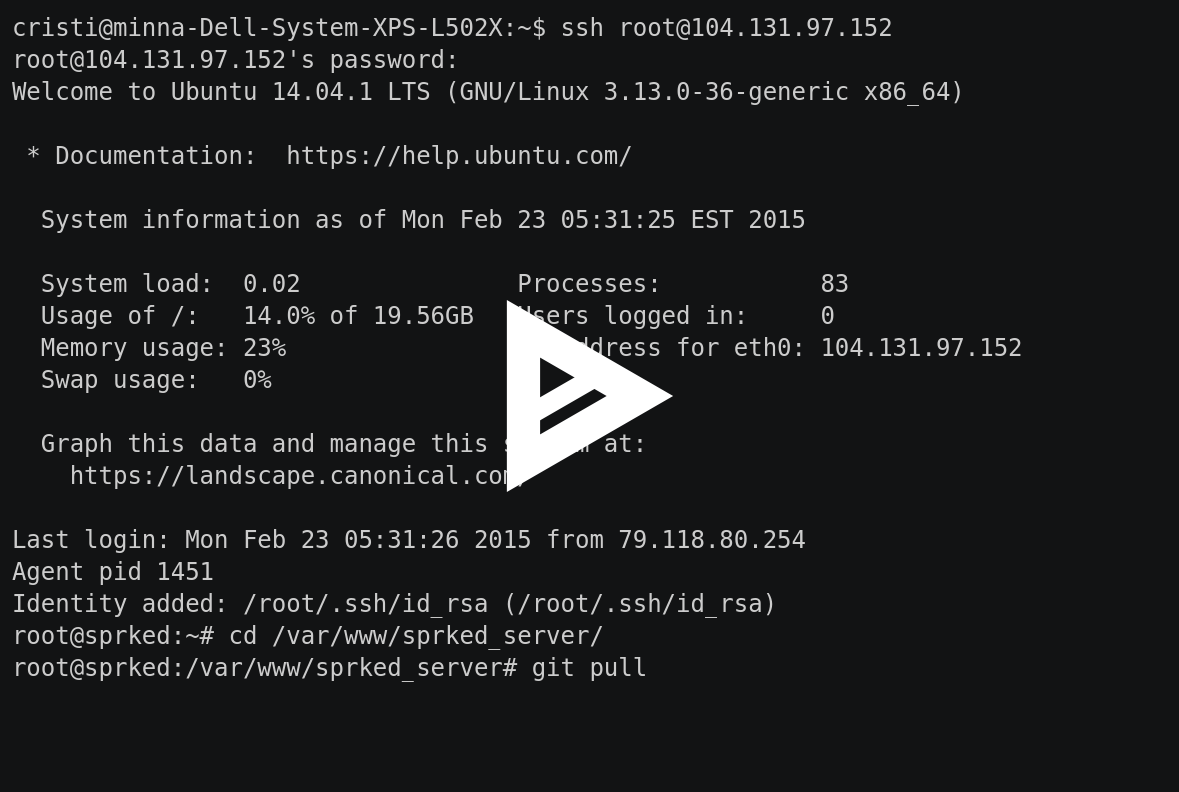 cristi@minna-Dell-System-XPS-L502X:~$ ssh root@104.131.97.152
root@104.131.97.152's password:
Welcome to Ubuntu 14.04.1 LTS (GNU/Linux 3.13.0-36-generic x86_64)
* Documentation:  https://help.ubuntu.com/
System information as of Mon Feb 23 05:31:25 EST 2015
System load:  0.02               Processes:           83
Usage of /:   14.0% of 19.56GB   Users logged in:     0
Memory usage: 23%                for eth0: 104.131.97.152
Swap usage:   0%
Graph this data and manage this at:
https://landscape.canonical.com/
Last login: Mon Feb 23 05:31:26 2015 from 79.118.80.254
Agent pid 1451
Identity added: /root/.ssh/id_rsa (/root/.ssh/id_rsa)
root@sprked:~# cd /var/www/sprked_server/
root@sprked:/var/www/sprked_server# git pull